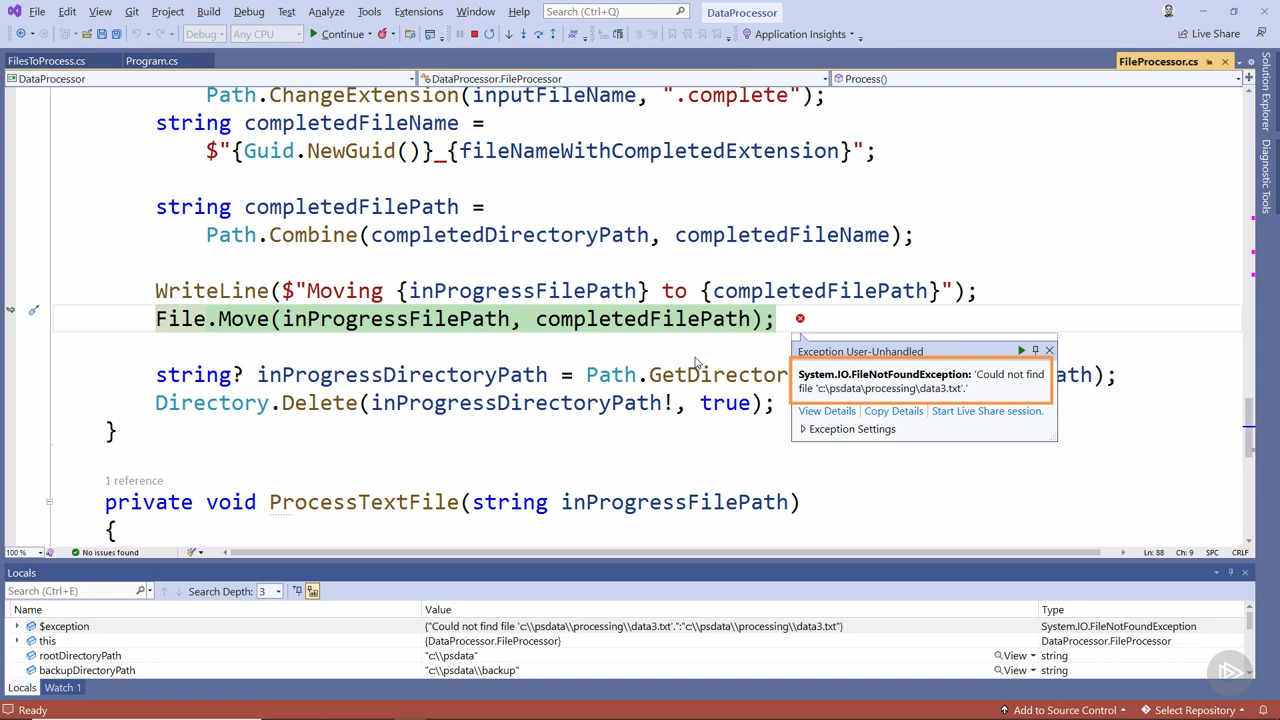 File Edit View Git Project Build Debug Test Analyze Tools Extensions Window Help Search (Ctrl+Q) DataProcessor
Debug Any CPU Continue Application Insights Live Share
FilesToProcess.cs Program.cs FileProcessor.cs
DataProcessor DataProcessor.FileProcessor Process()
Path.ChangeExtension(inputFileName, ".complete");
string completedFileName =
$"{Guid.NewGuid()}_{fileNameWithCompletedExtension}";
string completedFilePath =
Path.Combine(completedDirectoryPath, completedFileName);
WriteLine($"Moving {inProgressFilePath} to {completedFilePath}");
File.Move(inProgressFilePath, completedFilePath);
Exception User-Unhandled
System.IO.FileNotFoundException: 'Could not find
file 'c:\psdata\processing\data3.txt'.'
View Details | Copy Details | Start Live Share session.
Exception Settings
string? inProgressDirectoryPath = Path.GetDirector ath);
Directory.Delete(inProgressDirectoryPath!, true);
}
1 reference
private void ProcessTextFile(string inProgressFilePath)
{
100 % No issues found Ln: 88 Ch: 9 SPC CRLF
Solution Explorer
Diagnostic Tools
Locals
Search (Ctrl+E) Search Depth: 3
Name Value Type
$exception {"Could not find file 'c:\\psdata\\processing\\data3.txt'.":"c:\\psdata\\processing\\data3.txt"} System.IO.FileNotFoundException
this {DataProcessor.FileProcessor} DataProcessor.FileProcessor
rootDirectoryPath "c:\\psdata" View string
backupDirectoryPath "c:\\psdata\\backup" View string
Locals Watch 1
Ready Add to Source Control Select Repository